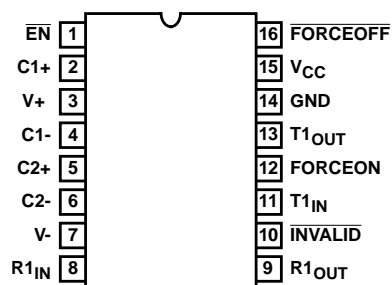 EN 1 16 FORCEOFF
C1+ 2 15 VCC
V+ 3 14 GND
C1- 4 13 T1OUT
C2+ 5 12 FORCEON
C2- 6 11 T1IN
V- 7 10 INVALID
R1IN 8 9 R1OUT